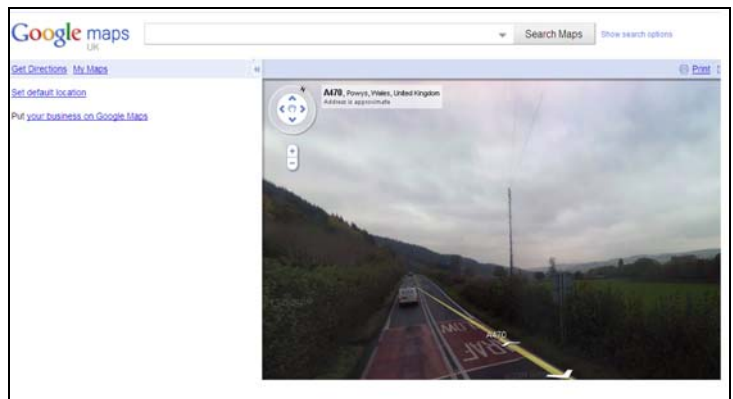 Google maps
UK
Search Maps
Show search options
Get Directions My Maps
Print
Set default location
Put your business on Google Maps
A470, Powys, Wales, United Kingdom
Address is approximate
A470
ARAF